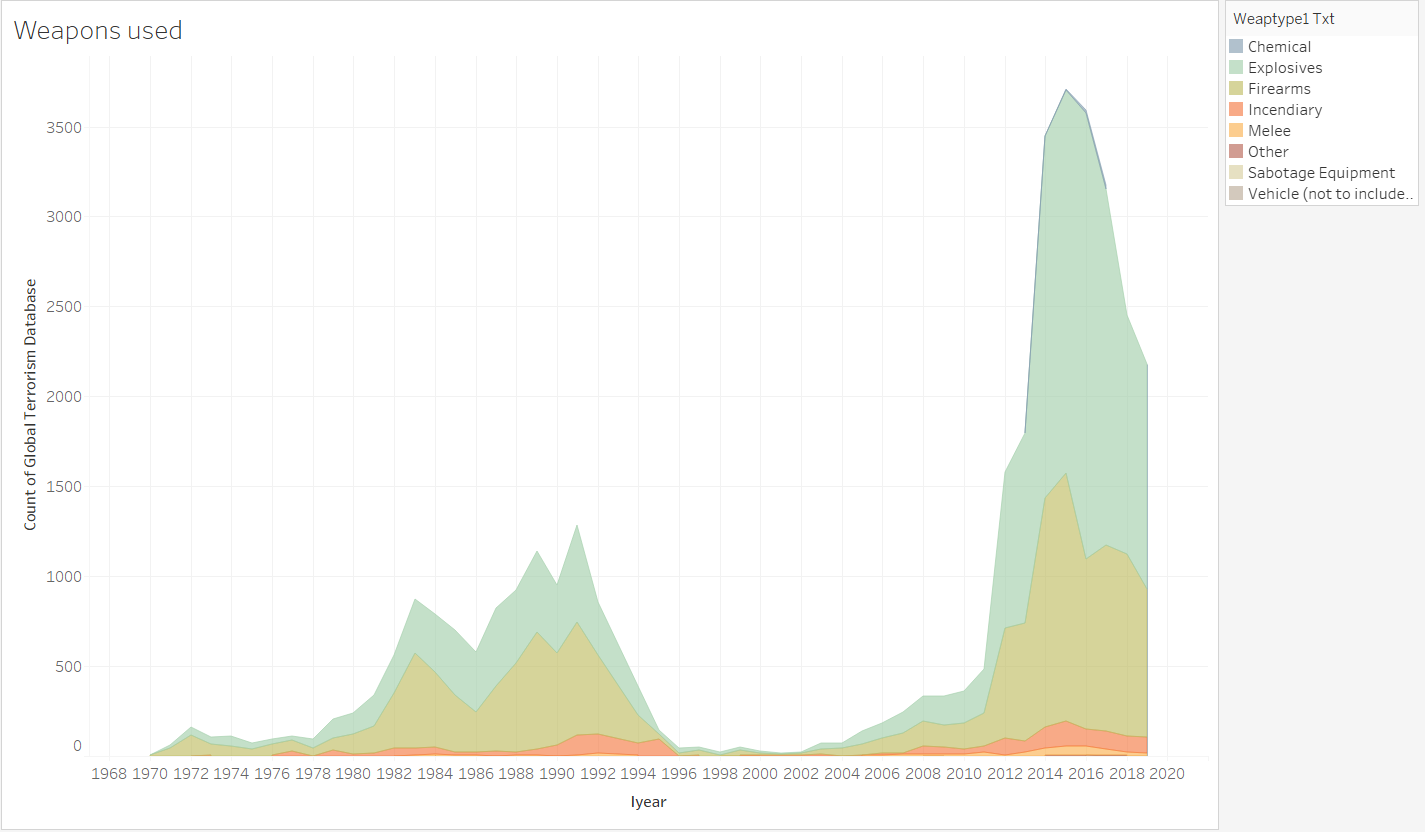 Weapons used
Weaptype1 Txt
Chemical
Explosives
Firearms
Incendiary
Melee
Other
Sabotage Equipment
Vehicle (not to include..
Count of Global Terrorism Database
3500
3000
2500
2000
1500
1000
500
0
1968 1970 1972 1974 1976 1978 1980 1982 1984 1986 1988 1990 1992 1994 1996 1998 2000 2002 2004 2006 2008 2010 2012 2014 2016 2018 2020
Iyear